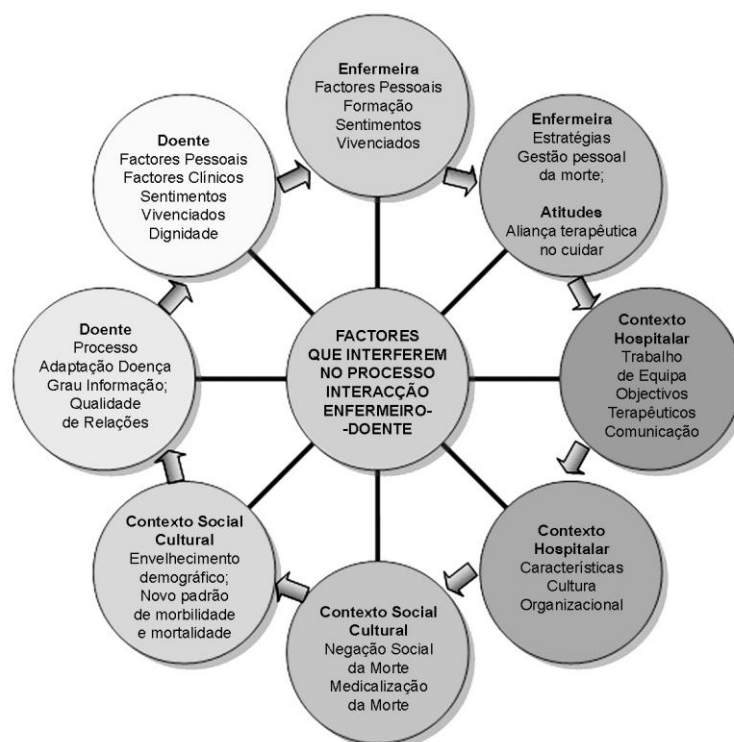 Enfermeira
Factores Pessoais
Formação
Sentimentos
Vivenciados
Enfermeira
Estratégias
Gestão pessoal
da morte;
Atitudes
Aliança terapêutica
no cuidar
Contexto
Hospitalar
Trabalho
de Equipa
Objectivos
Terapêuticos
Comunicação
Contexto
Hospitalar
Características
Cultura
Organizacional
Contexto Social
Cultural
Negação Social
da Morte
Medicalização
da Morte
Contexto Social
Cultural
Envelhecimento
demográfico;
Novo padrão
de morbilidade
e mortalidade
Doente
Processo
Adaptação Doença
Grau Informação;
Qualidade
de Relações
Doente
Factores Pessoais
Factores Clínicos
Sentimentos
Vivenciados
Dignidade
FACTORES
QUE INTERFEREM
NO PROCESSO
INTERACÇÃO
ENFERMEIRO-
-DOENTE